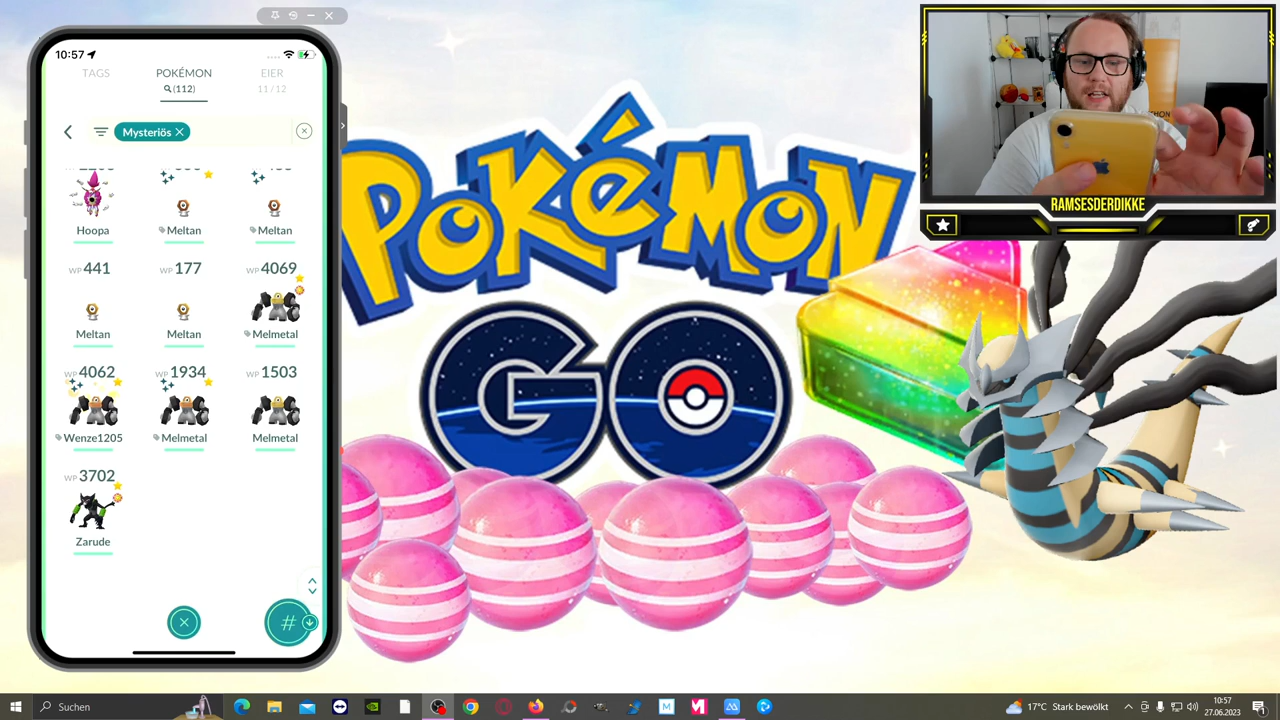 10:57
TAGS POKÉMON EIER
(112) 11 / 12
Mysteriös
Hoopa Meltan Meltan
WP 441 WP 177 WP 4069
Meltan Meltan Melmetal
WP 4062 WP 1934 WP 1503
Wenze1205 Melmetal Melmetal
WP 3702
Zarude
#
POKÉMON
GO
RAMSESDERDIKKE
Suchen
17°C Stark bewölkt
10:57
27.06.2023